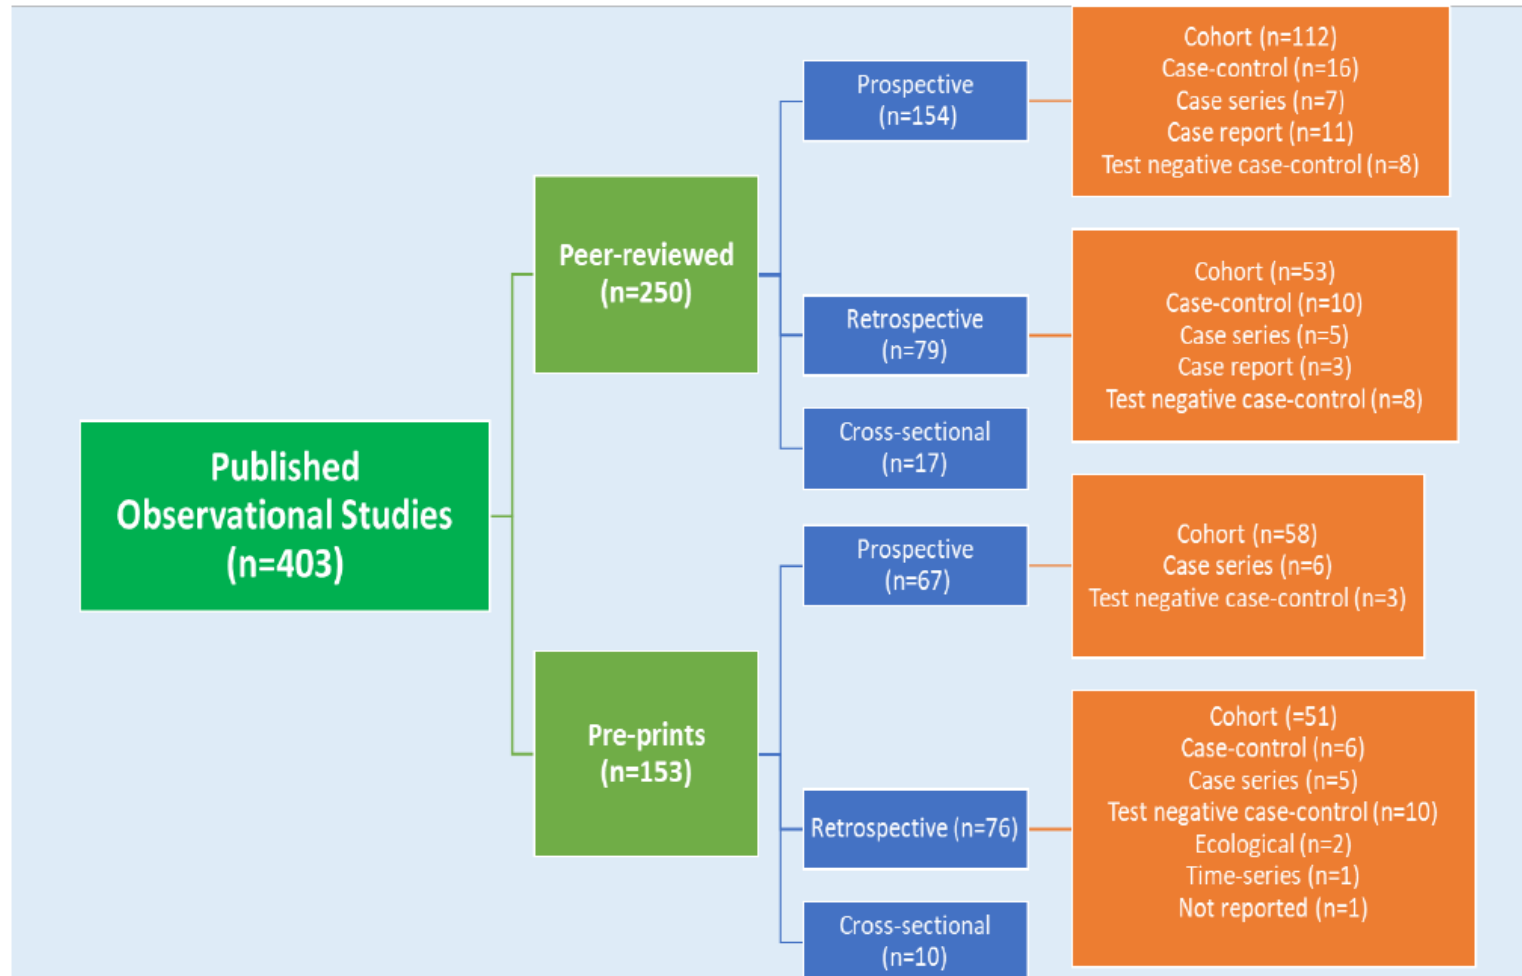 Published
Observational Studies
(n=403)
Peer-reviewed
(n=250)
Prospective
(n=154)
Cohort (n=112)
Case-control (n=16)
Case series (n=7)
Case report (n=11)
Test negative case-control (n=8)
Retrospective
(n=79)
Cohort (n=53)
Case-control (n=10)
Case series (n=5)
Case report (n=3)
Test negative case-control (n=8)
Cross-sectional
(n=17)
Pre-prints
(n=153)
Prospective
(n=67)
Cohort (n=58)
Case series (n=6)
Test negative case-control (n=3)
Retrospective (n=76)
Cohort (=51)
Case-control (n=6)
Case series (n=5)
Test negative case-control (n=10)
Ecological (n=2)
Time-series (n=1)
Not reported (n=1)
Cross-sectional
(n=10)